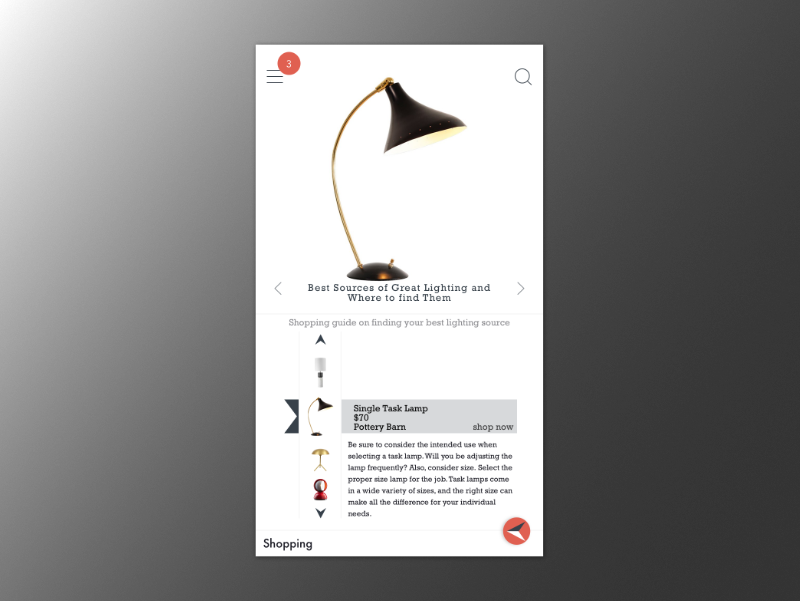 3
Best Sources of Great Lighting and
Where to find Them
Shopping guide on finding your best lighting source
Single Task Lamp
$70
Pottery Barn
shop now
Be sure to consider the intended use when
selecting a task lamp. Will you be adjusting the
lamp frequently? Also, consider size. Select the
proper size lamp for the job. Task lamps come
in a wide variety of sizes, and the right size can
make all the difference for your individual
needs.
Shopping